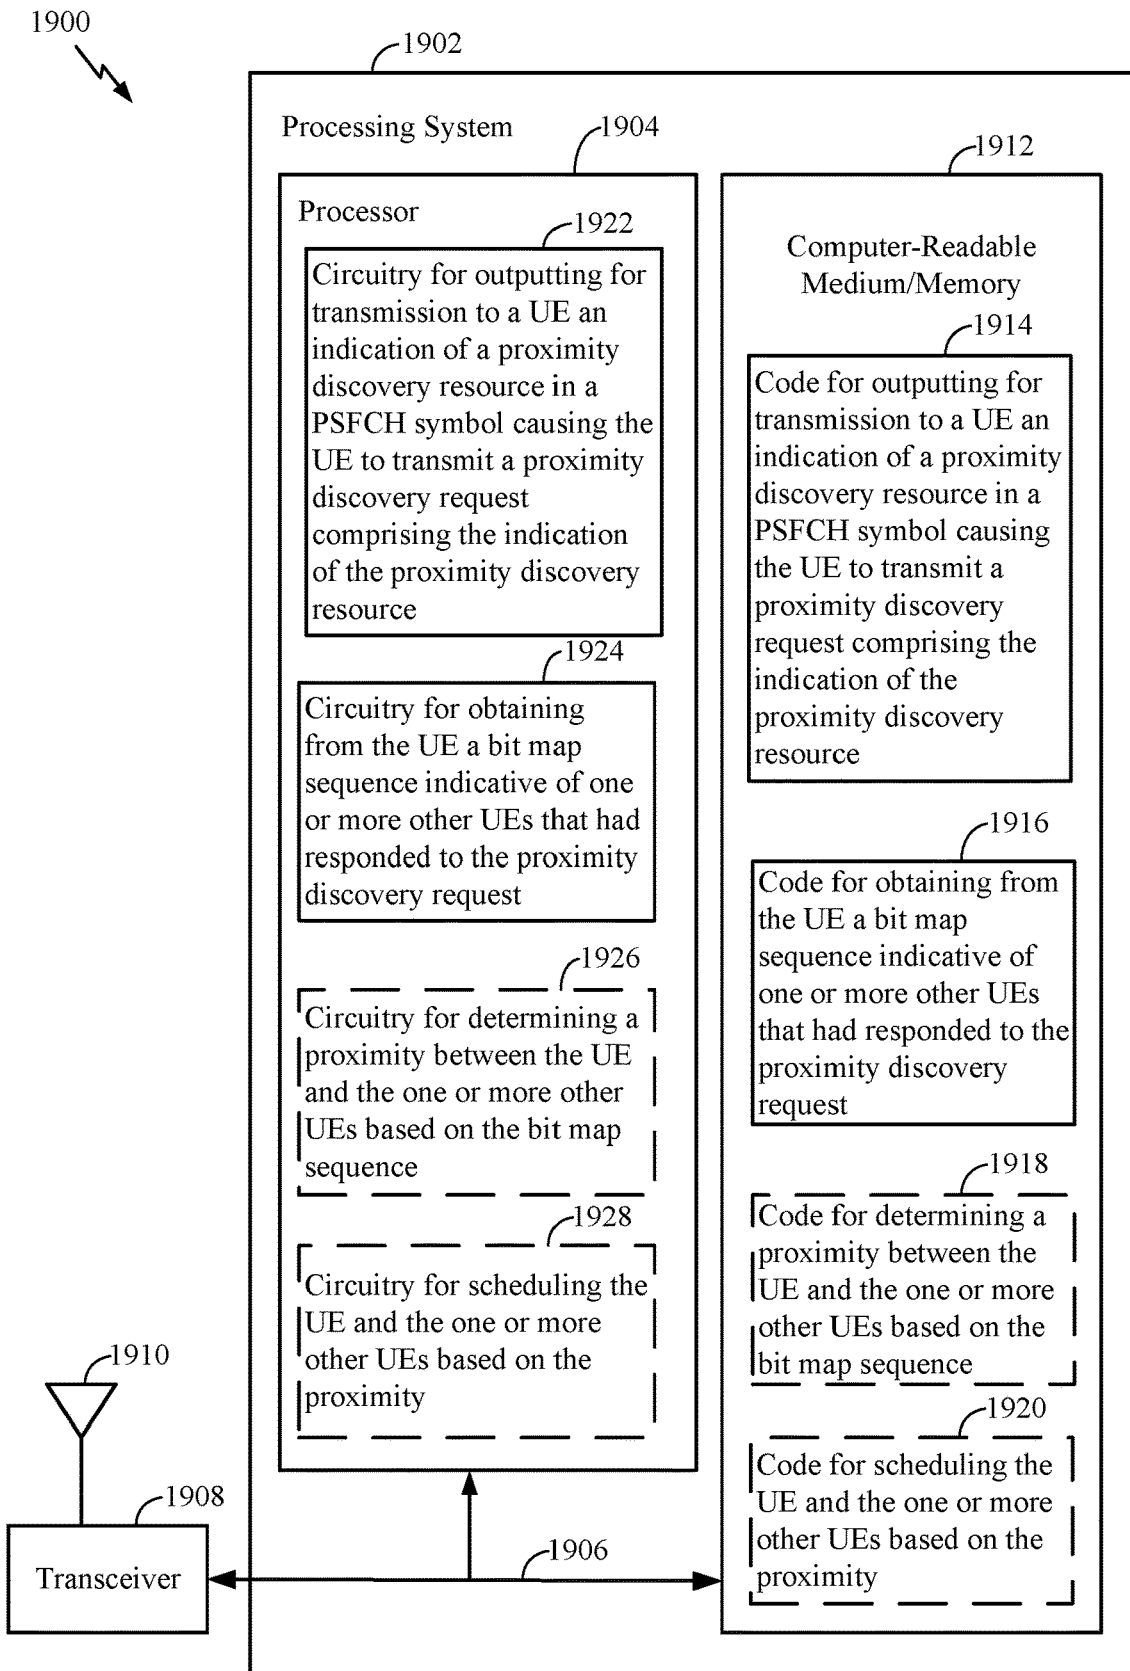 1900
1902
Processing System
1904
1912
Processor
1922
Circuitry for outputting for
transmission to a UE an
indication of a proximity
discovery resource in a
PSFCH symbol causing the
UE to transmit a proximity
discovery request
comprising the indication
of the proximity discovery
resource
1924
Circuitry for obtaining
from the UE a bit map
sequence indicative of one
or more other UEs that had
responded to the proximity
discovery request
1926
Circuitry for determining a
proximity between the UE
and the one or more other
UEs based on the bit map
sequence
1928
Circuitry for scheduling the
UE and the one or more
other UEs based on the
proximity
Computer-Readable
Medium/Memory
1914
Code for outputting for
transmission to a UE an
indication of a proximity
discovery resource in a
PSFCH symbol causing
the UE to transmit a
proximity discovery
request comprising the
indication of the
proximity discovery
resource
1916
Code for obtaining from
the UE a bit map
sequence indicative of
one or more other UEs
that had responded to the
proximity discovery
request
1918
Code for determining a
proximity between the
UE and the one or more
other UEs based on the
bit map sequence
1920
Code for scheduling the
UE and the one or more
other UEs based on the
proximity
1910
1908
Transceiver
1906